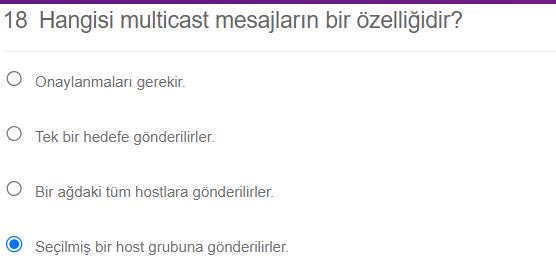 18 Hangisi multicast mesajların bir özelliğidir?
Onaylanmaları gerekir.
Tek bir hedefe gönderilirler.
Bir ağdaki tüm hostlara gönderilirler.
Seçilmiş bir host grubuna gönderilirler.